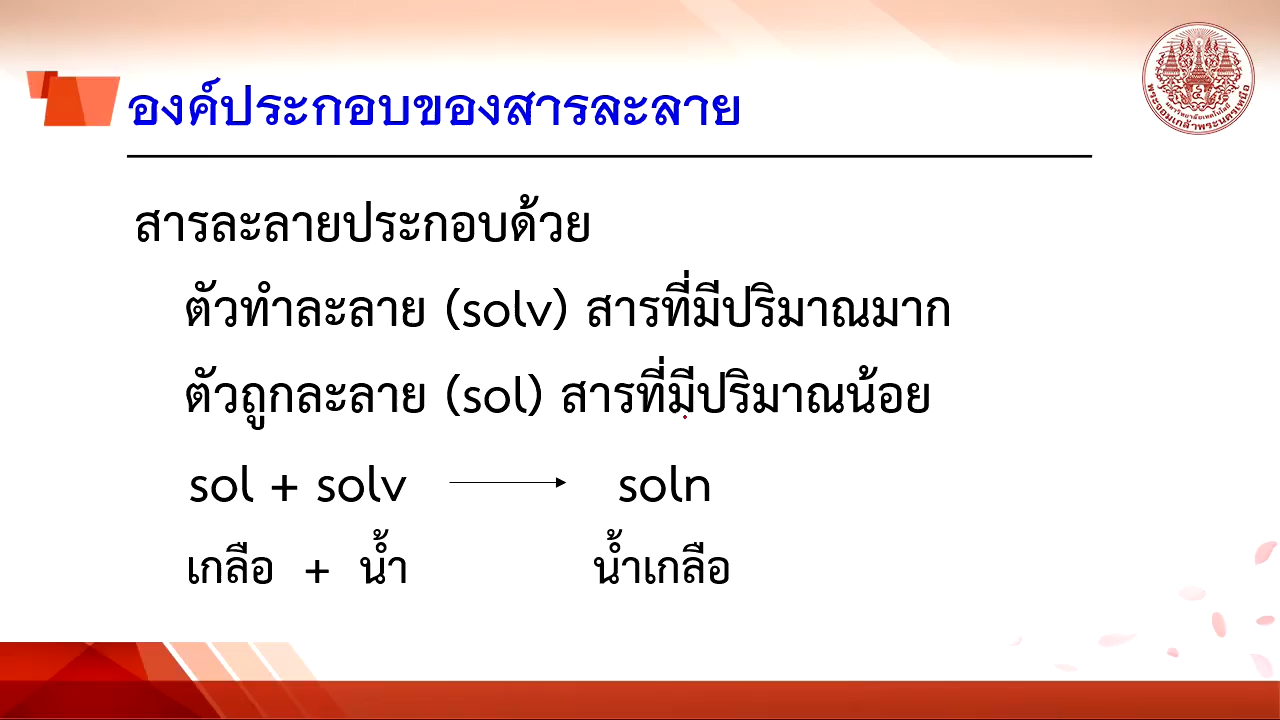 องค์ประกอบของสารละลาย
สารละลายประกอบด้วย
ตัวทำละลาย (solv) สารที่มีปริมาณมาก
ตัวถูกละลาย (sol) สารที่มีปริมาณน้อย
sol + solv soln
เกลือ + น้ำ น้ำเกลือ